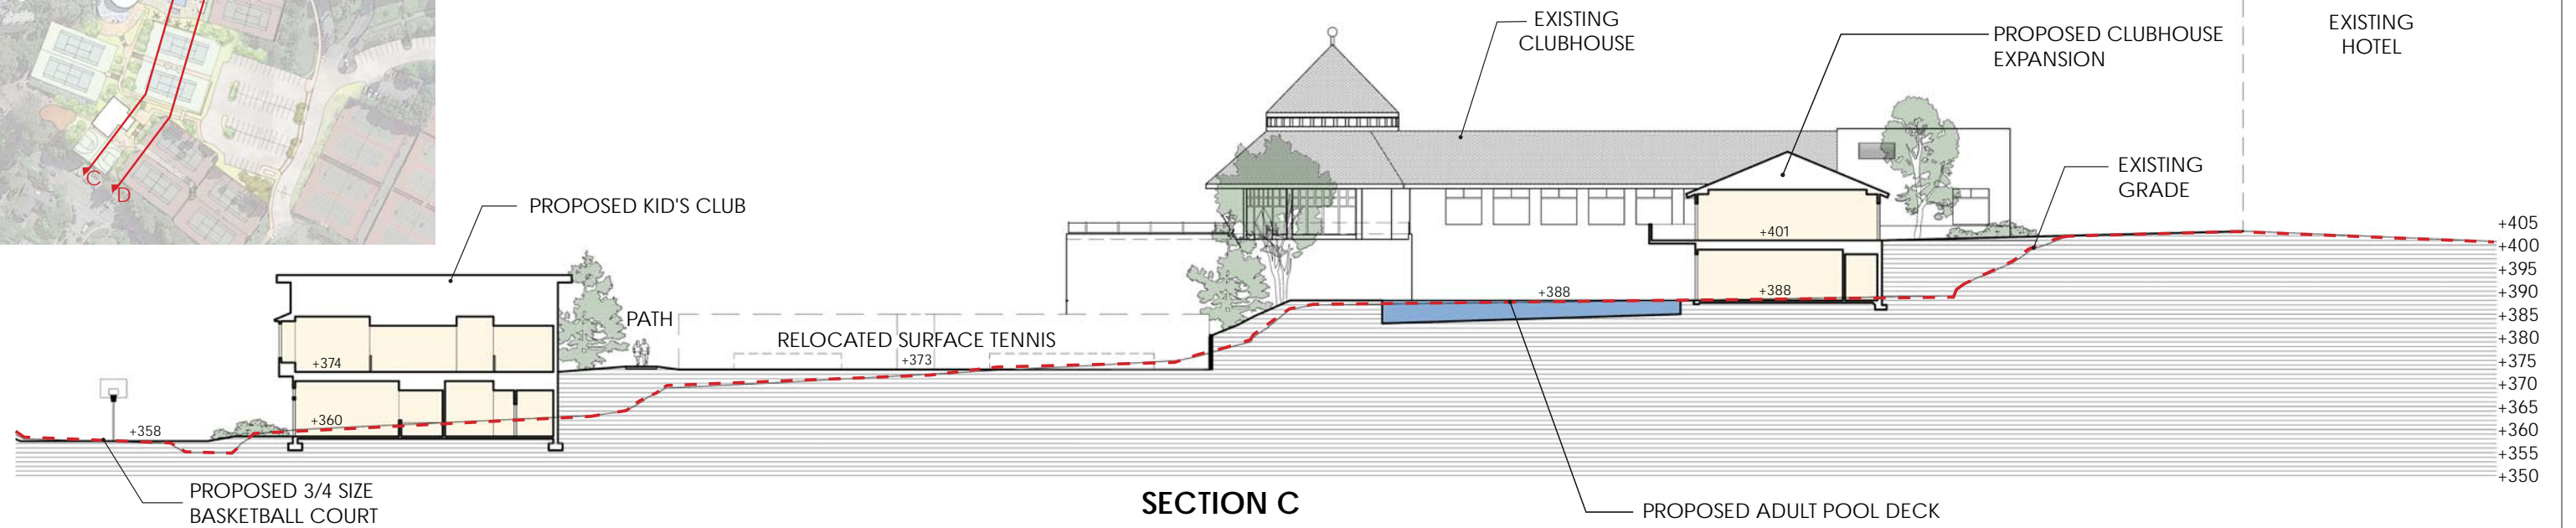 C
D
EXISTING
CLUBHOUSE
PROPOSED CLUBHOUSE
EXPANSION
EXISTING
HOTEL
PROPOSED KID'S CLUB
EXISTING
GRADE
PATH
RELOCATED SURFACE TENNIS
+373
+374
+360
+358
+401
+388
+388
+405
+400
+395
+390
+385
+380
+375
+370
+365
+360
+355
+350
PROPOSED 3/4 SIZE
BASKETBALL COURT
SECTION C
PROPOSED ADULT POOL DECK